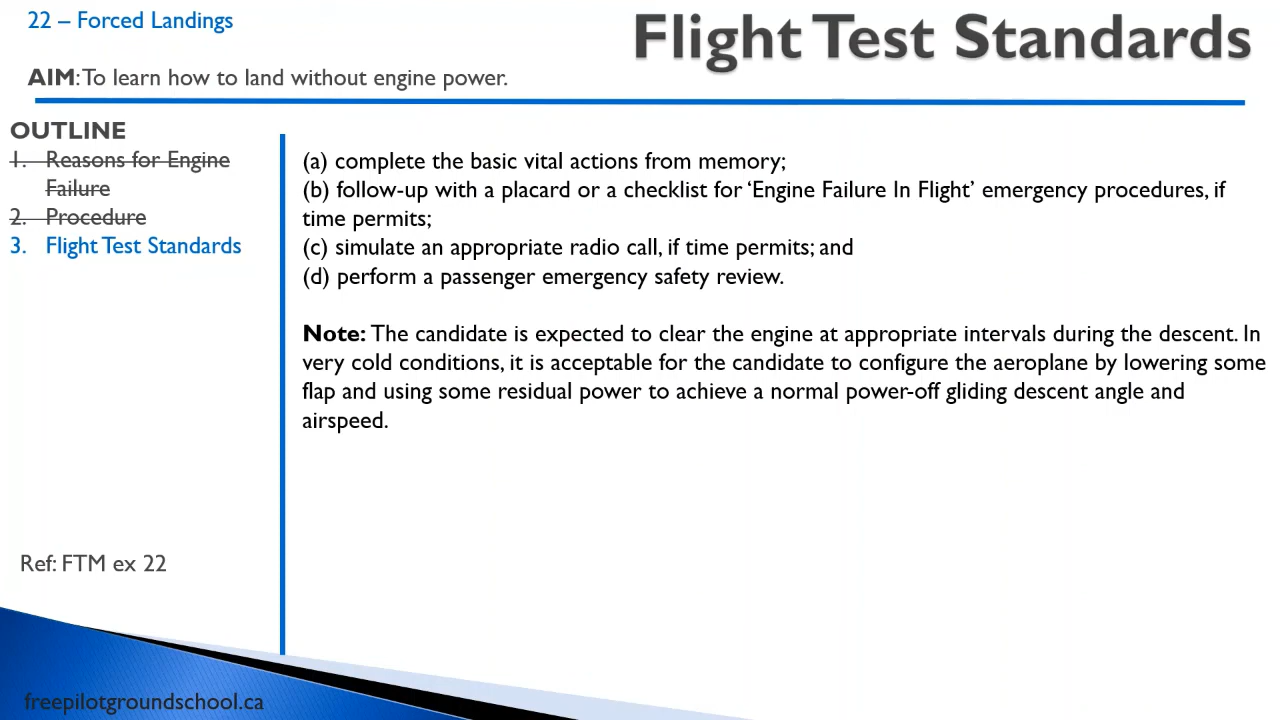 22 – Forced Landings
Flight Test Standards
AIM: To learn how to land without engine power.
OUTLINE
1. Reasons for Engine
Failure
2. Procedure
3. Flight Test Standards
(a) complete the basic vital actions from memory;
(b) follow-up with a placard or a checklist for ‘Engine Failure In Flight’ emergency procedures, if
time permits;
(c) simulate an appropriate radio call, if time permits; and
(d) perform a passenger emergency safety review.
Note: The candidate is expected to clear the engine at appropriate intervals during the descent. In
very cold conditions, it is acceptable for the candidate to configure the aeroplane by lowering some
flap and using some residual power to achieve a normal power-off gliding descent angle and
airspeed.
Ref: FTM ex 22
freepilotgroundschool.ca